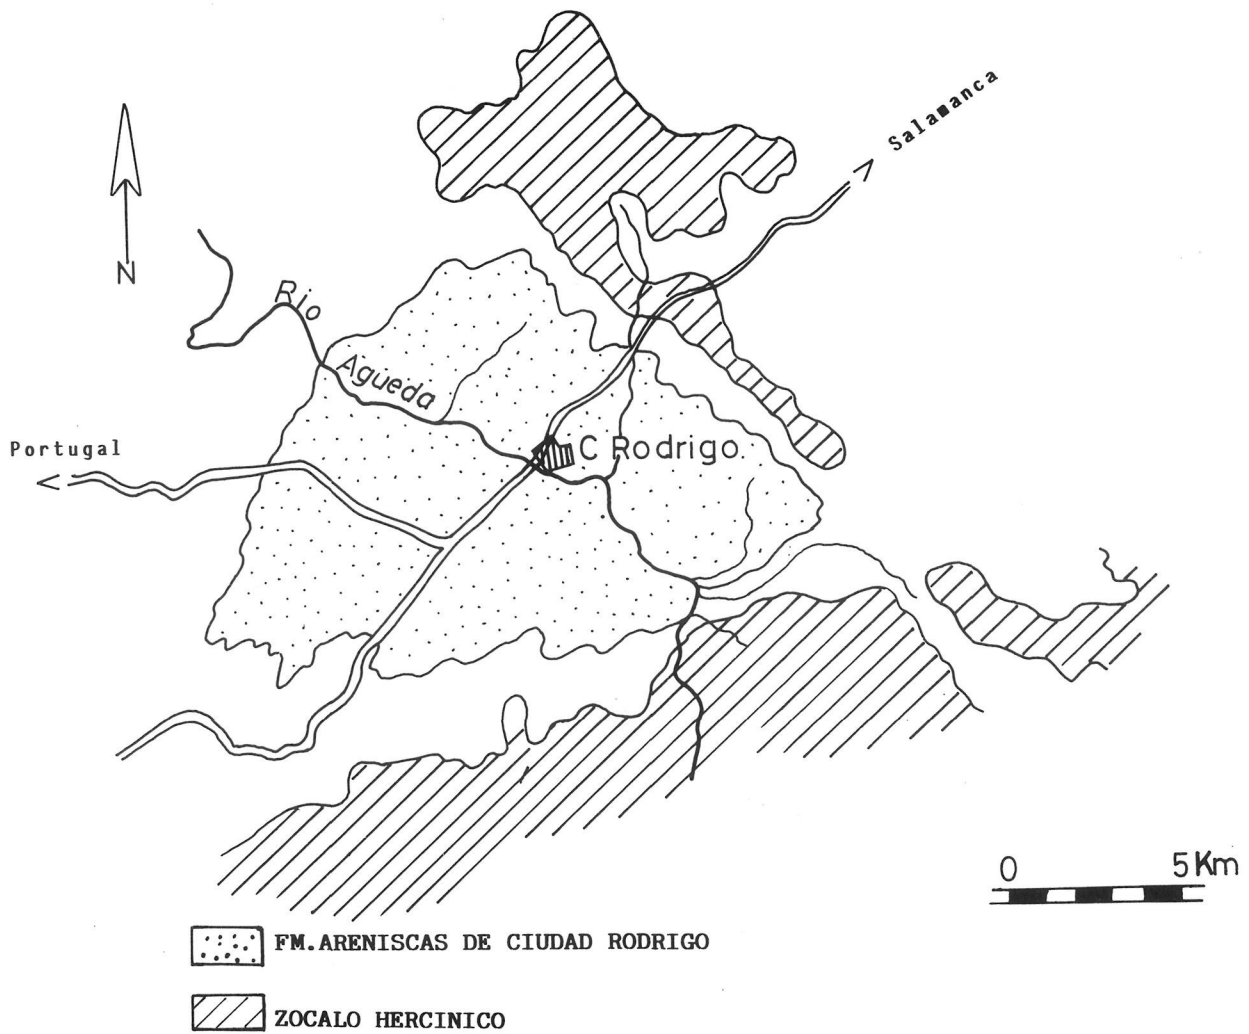 Salamanca
N
Rio
Agueda
Portugal
C Rodrigo
0 5 Km
FM.ARENISCAS DE CIUDAD RODRIGO
ZOCALO HERCINICO